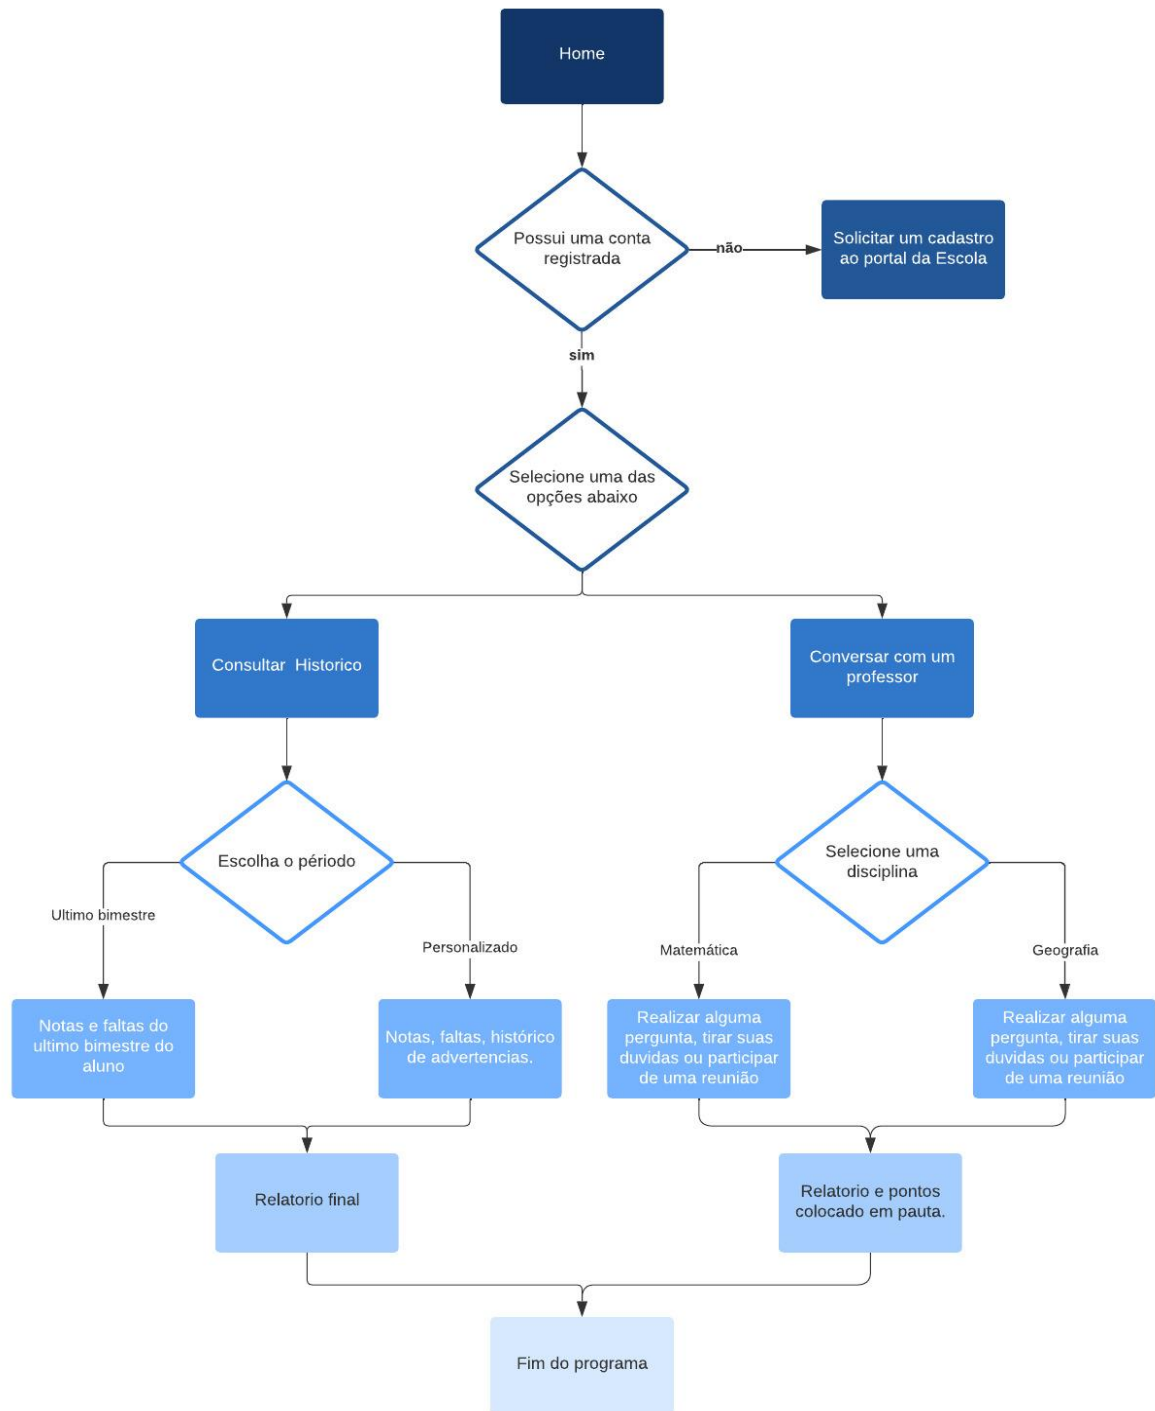 Home
Possui uma conta
registrada
não
Solicitar um cadastro
ao portal da Escola
sim
Selecione uma das
opções abaixo
Consultar  Historico
Conversar com um
professor
Escolha o périodo
Selecione uma
disciplina
Ultimo bimestre
Personalizado
Matemática
Geografia
Notas e faltas do
ultimo bimestre do
aluno
Notas, faltas, histórico
de advertencias.
Realizar alguma
pergunta, tirar suas
duvidas ou participar
de uma reunião
Realizar alguma
pergunta, tirar suas
duvidas ou participar
de uma reunião
Relatorio final
Relatorio e pontos
colocado em pauta.
Fim do programa